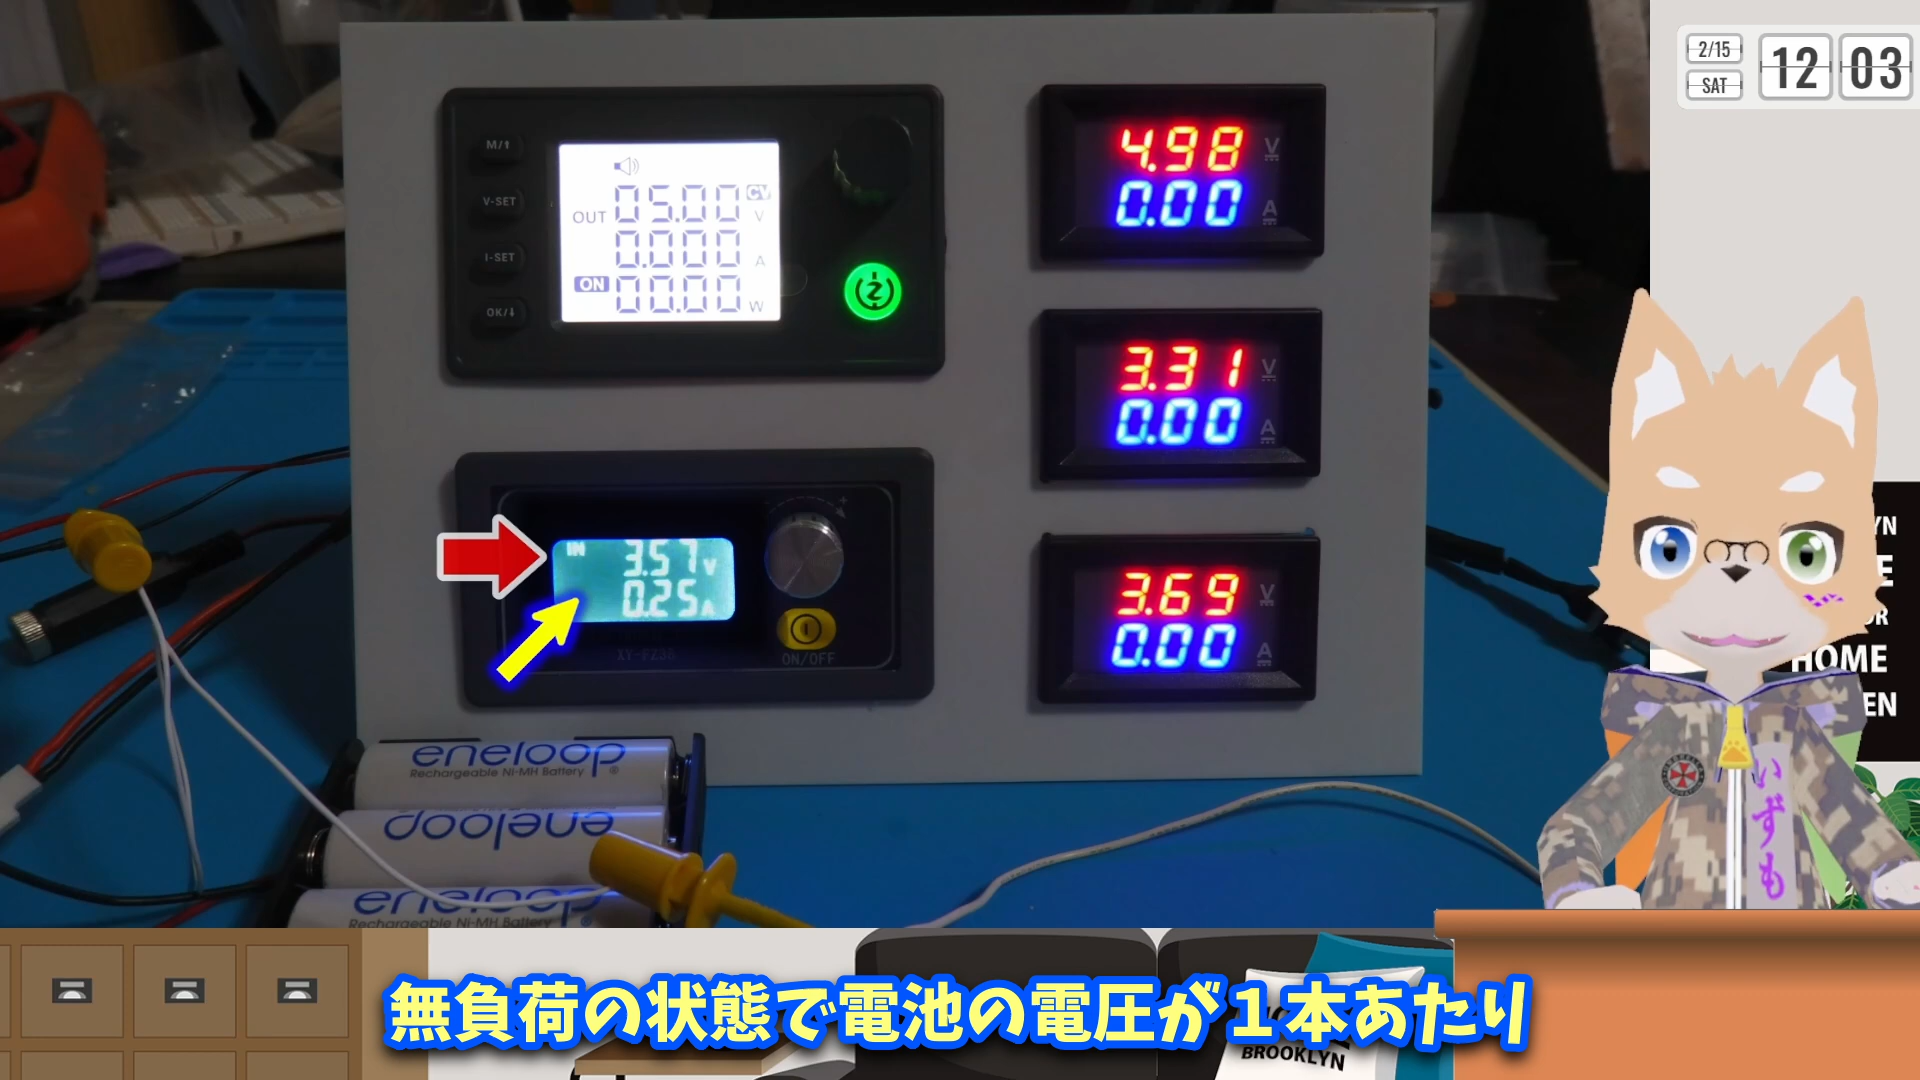 2/15
SAT
12 03
M/↑
V-SET
I-SET
OK/↓
OUT 05.00 CV V
0.000 A
ON 00.00 W
4.98 V
0.00 A
3.31 V
0.00 A
3.69 V
0.00 A
IN 3.57 V
0.25 A
XY-FZ35
ON/OFF
eneloop
Rechargeable Ni-MH Battery
eneloop
eneloop
Rechargeable Ni-MH Battery
HOME
いずも
無負荷の状態で電池の電圧が1本あたり
BROOKLYN